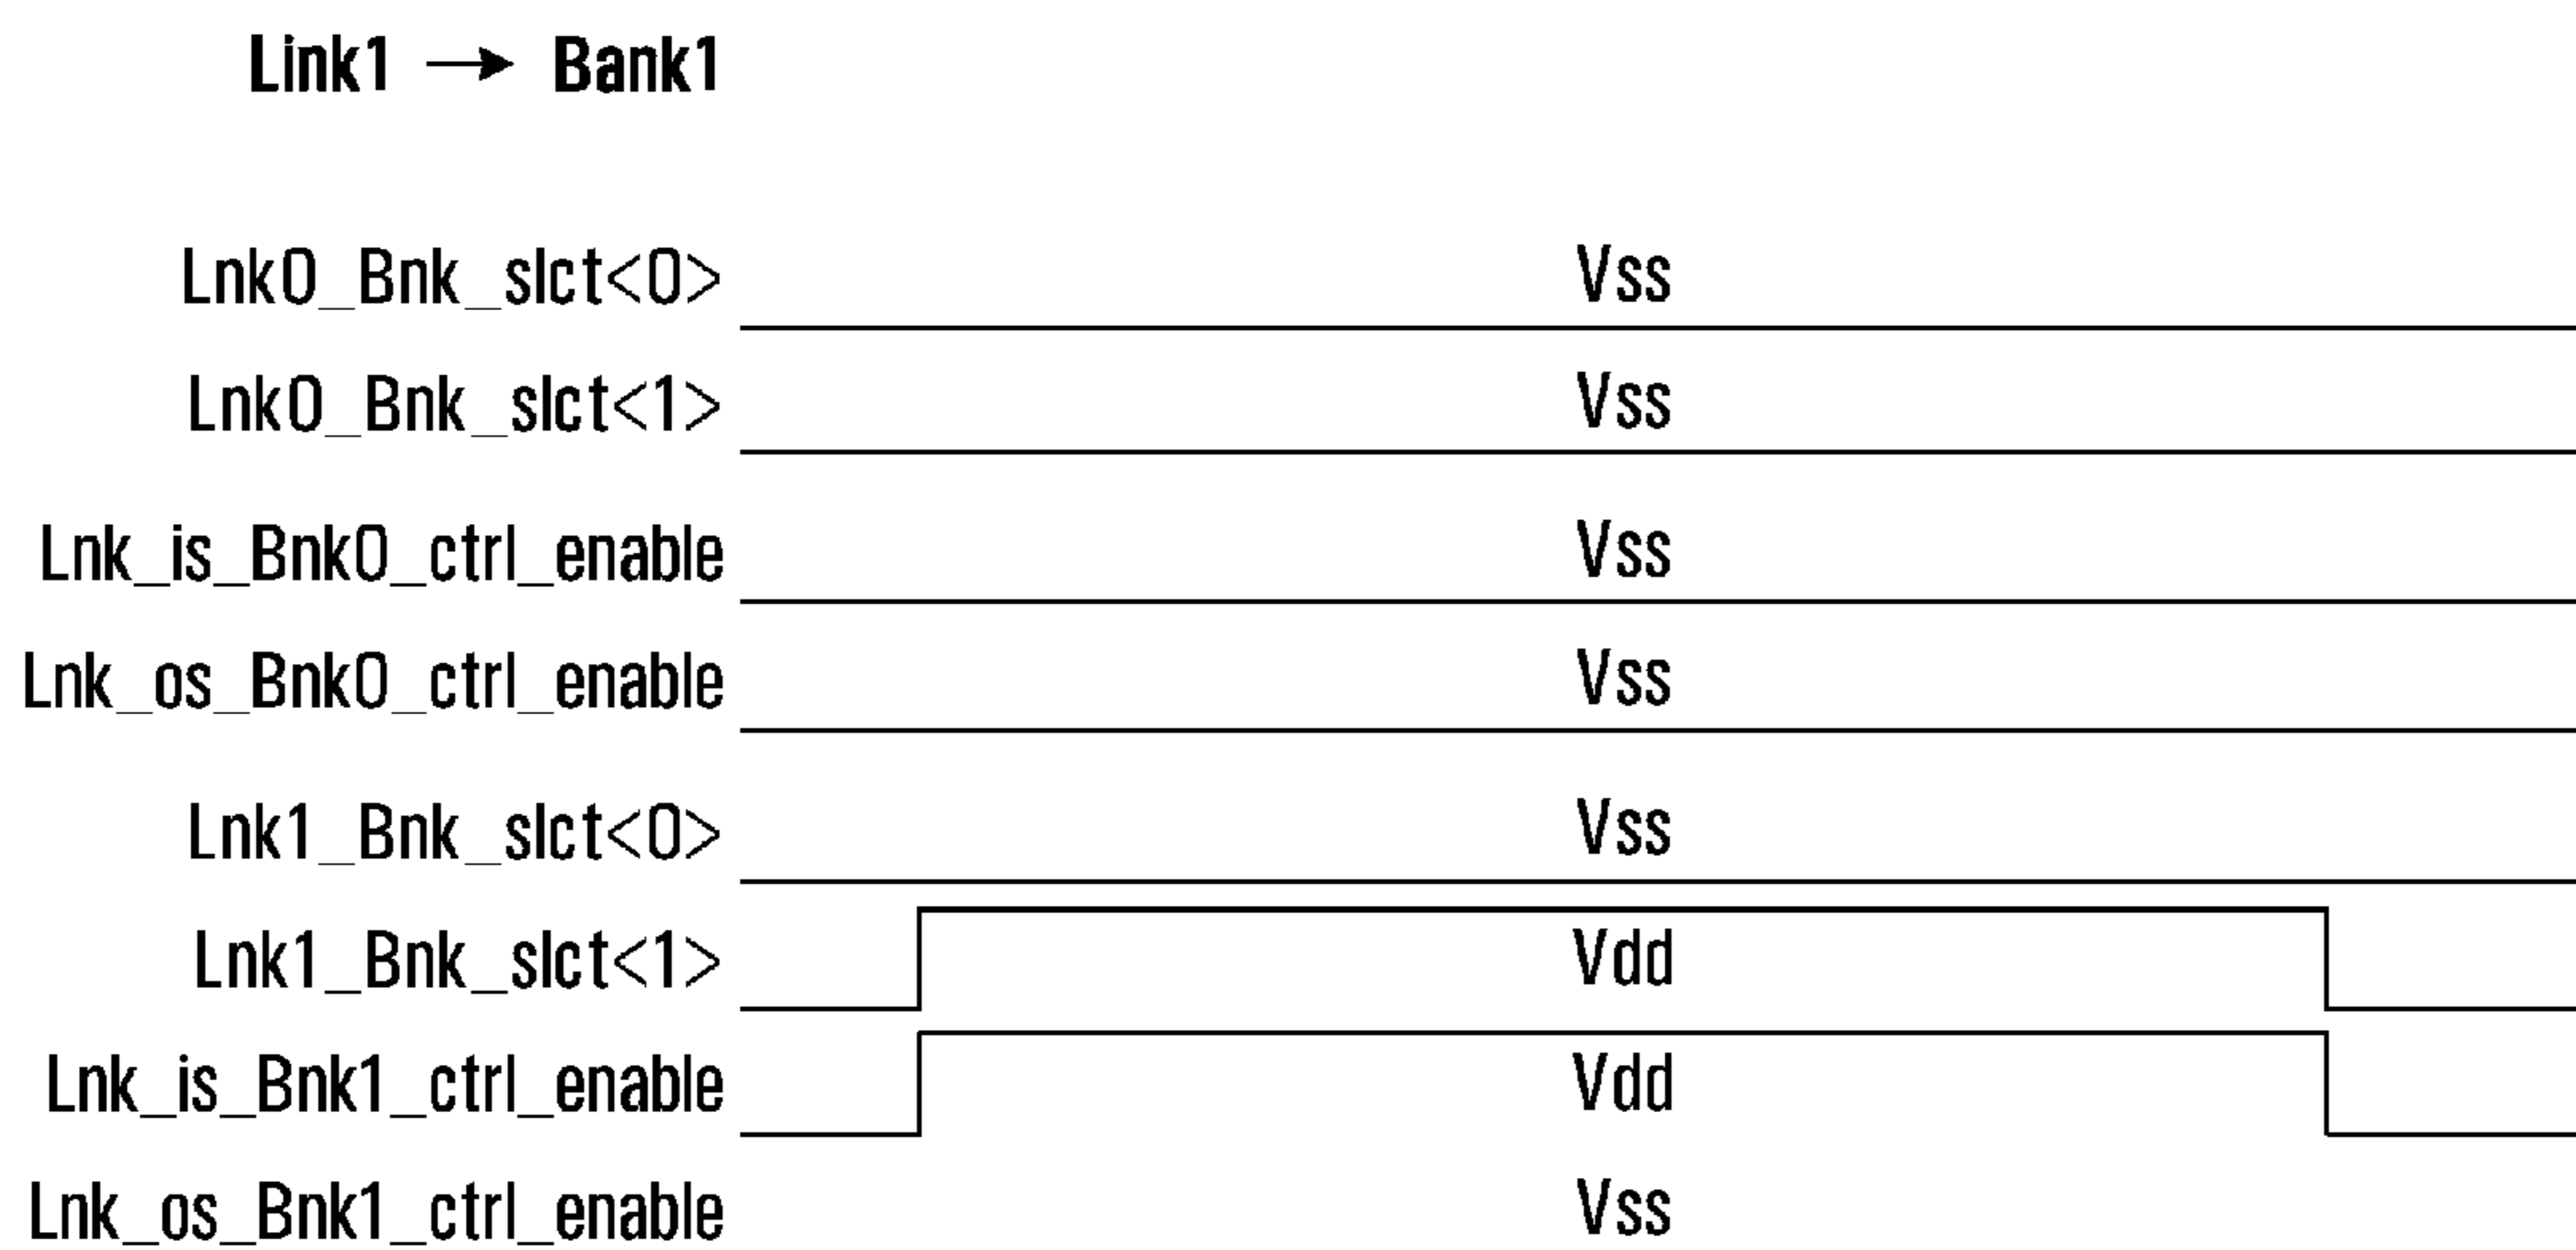 Link1 → Bank1
Lnk0_Bnk_slct<0> Vss
Lnk0_Bnk_slct<1> Vss
Lnk_is_Bnk0_ctrl_enable Vss
Lnk_os_Bnk0_ctrl_enable Vss
Lnk1_Bnk_slct<0> Vss
Lnk1_Bnk_slct<1> Vdd
Lnk_is_Bnk1_ctrl_enable Vdd
Lnk_os_Bnk1_ctrl_enable Vss